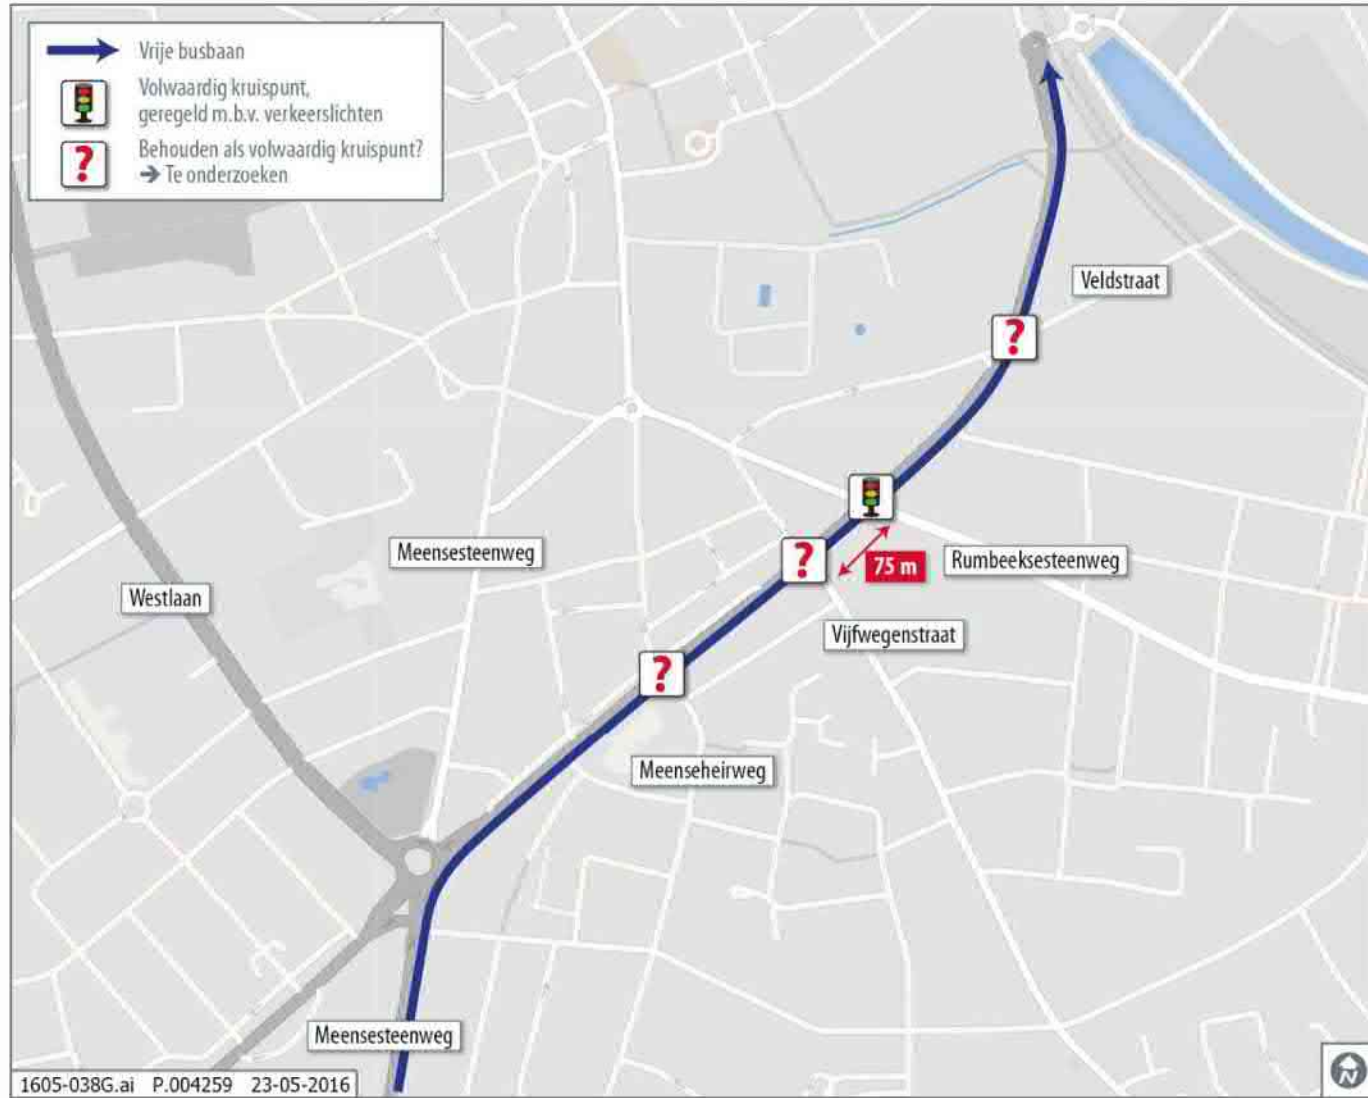 Vrije busbaan
Volwaardig kruispunt,
geregeld m.b.v. verkeerslichten
?
Behouden als volwaardig kruispunt?
➔ Te onderzoeken
Veldstraat
?
Meensesteenweg
?
75 m
Rumbeeksesteenweg
Westlaan
Vijfwegenstraat
?
Meenseheirweg
Meensesteenweg
1605-038G.ai P.004259 23-05-2016
N